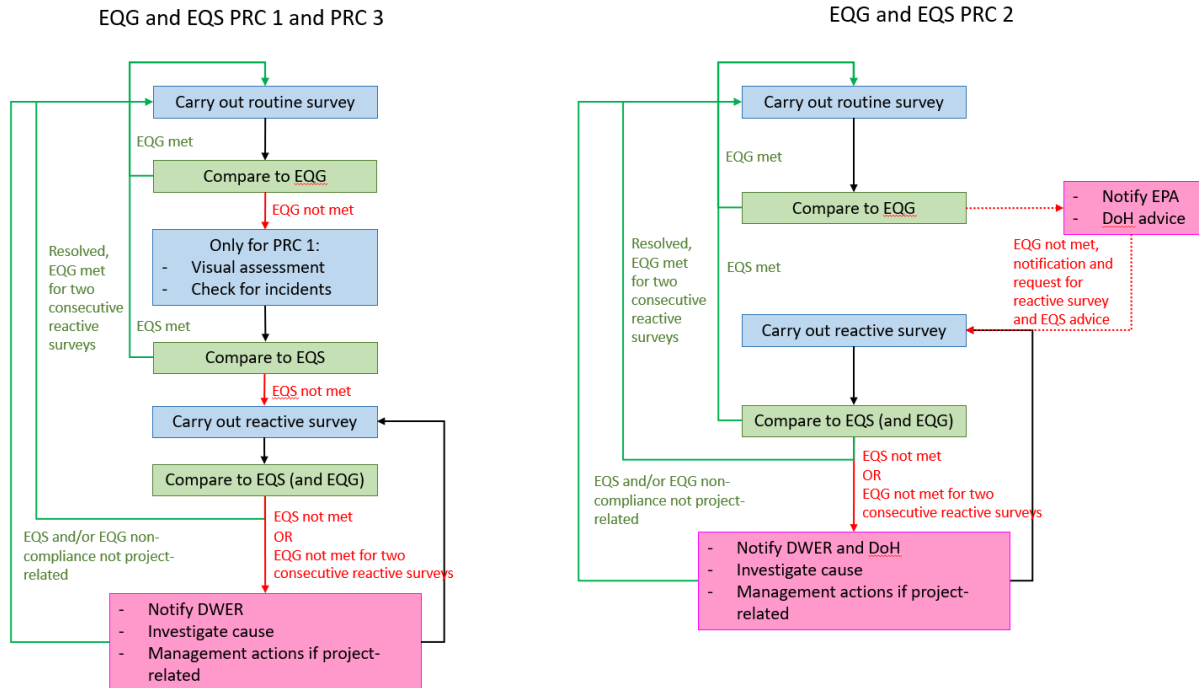 EQG and EQS PRC 1 and PRC 3
Carry out routine survey
EQG met
Compare to EQG
EQG not met
Only for PRC 1:
- Visual assessment
- Check for incidents
Resolved,
EQG met
for two
consecutive
reactive
surveys
EQS met
Compare to EQS
EQS not met
Carry out reactive survey
Compare to EQS (and EQG)
EQS not met
OR
EQG not met for two
consecutive reactive surveys
EQS and/or EQG non-
compliance not project-
related
- Notify DWER
- Investigate cause
- Management actions if project-
related
EQG and EQS PRC 2
Carry out routine survey
EQG met
Compare to EQG
- Notify EPA
- DoH advice
EQG not met,
notification and
request for
reactive survey
and EQS advice
Resolved,
EQG met
for two
consecutive
reactive
surveys
EQS met
Carry out reactive survey
Compare to EQS (and EQG)
EQS not met
OR
EQG not met for two
consecutive reactive surveys
EQS and/or EQG non-
compliance not project-
related
- Notify DWER and DoH
- Investigate cause
- Management actions if project-
related